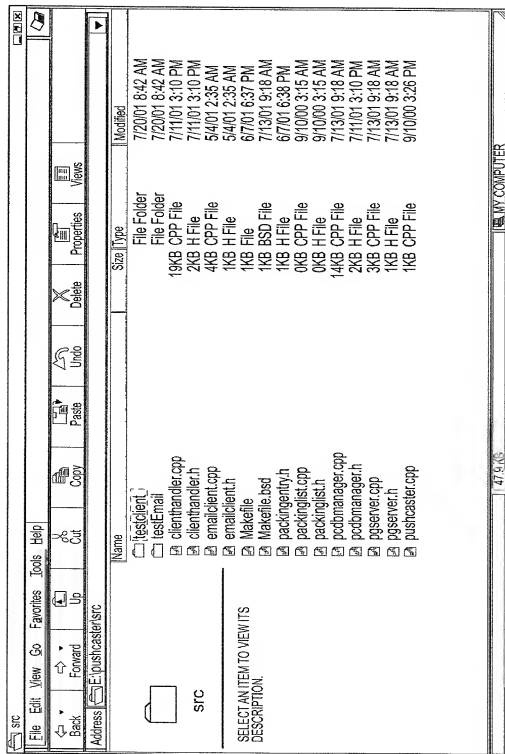 src
File Edit View Go Favorites Tools Help
Back Forward Up Cut Copy Paste Undo Delete Properties Views
Address E:\pushcaster\src
Name Size Type Modified
testclient File Folder 7/20/01 8:42 AM
testEmail File Folder 7/20/01 8:42 AM
clienthandler.cpp 19KB CPP File 7/11/01 3:10 PM
clienthandler.h 2KB H File 7/11/01 3:10 PM
emailclient.cpp 4KB CPP File 5/4/01 2:35 AM
emailclient.h 1KB H File 5/4/01 2:35 AM
Makefile 1KB File 6/7/01 6:37 PM
Makefile.bsd 1KB BSD File 7/13/01 9:18 AM
packingentry.h 1KB H File 6/7/01 6:38 PM
packinglist.cpp 0KB CPP File 9/10/00 3:15 AM
packinglist.h 0KB H File 9/10/00 3:15 AM
pcdbmanager.cpp 14KB CPP File 7/13/01 9:18 AM
pcdbmanager.h 2KB H File 7/11/01 3:10 PM
pgserver.cpp 3KB CPP File 7/13/01 9:18 AM
pgserver.h 1KB H File 7/13/01 9:18 AM
pushcaster.cpp 1KB CPP File 9/10/00 3:26 PM
src
SELECT AN ITEM TO VIEW ITS
DESCRIPTION.
47.9 KB MY COMPUTER